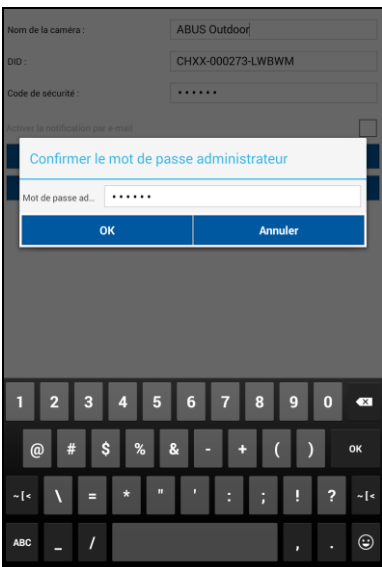 Nom de la caméra : ABUS Outdoor
DID : CHXX-000273-LWBWM
Code de sécurité : ••••••
Activer la notification par e-mail
Confirmer le mot de passe administrateur
Mot de passe ad... ••••••
OK Annuler
1 2 3 4 5 6 7 8 9 0
@ # $ % & - + ( ) OK
~[< \ = * " ' : ; ! ? ~[<
ABC _ / , .